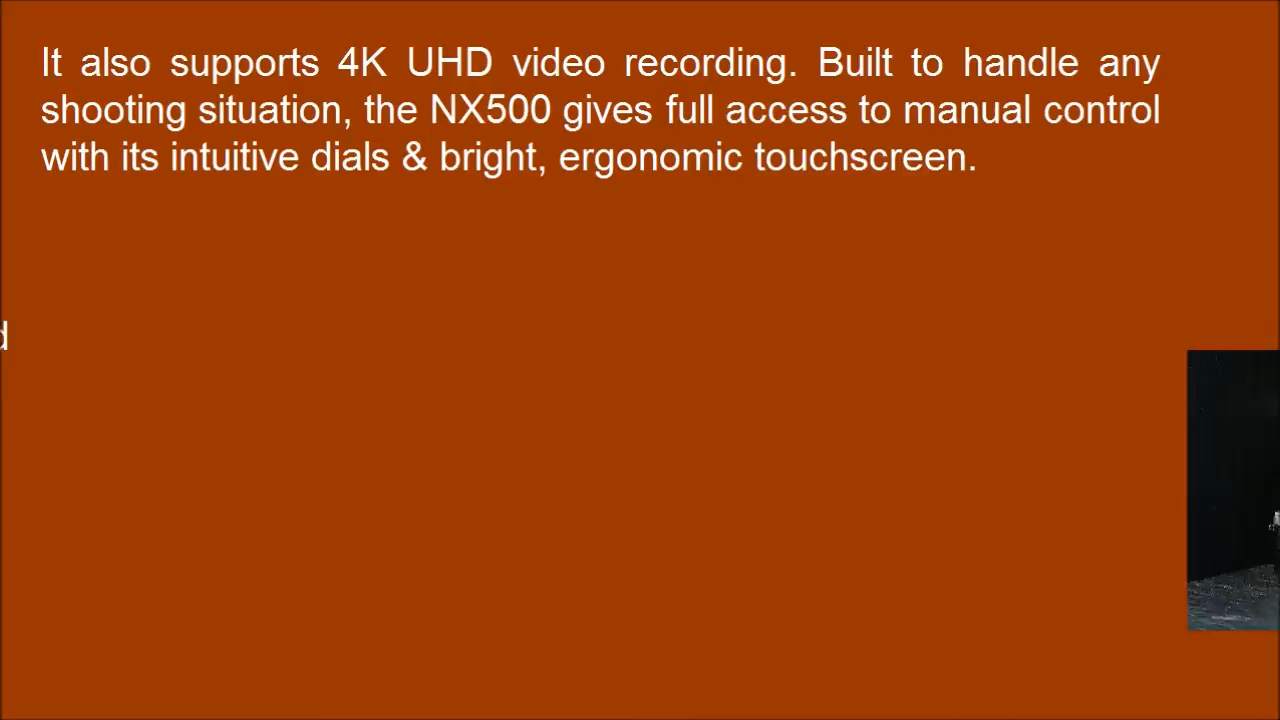 It also supports 4K UHD video recording. Built to handle any
shooting situation, the NX500 gives full access to manual control
with its intuitive dials & bright, ergonomic touchscreen.
d